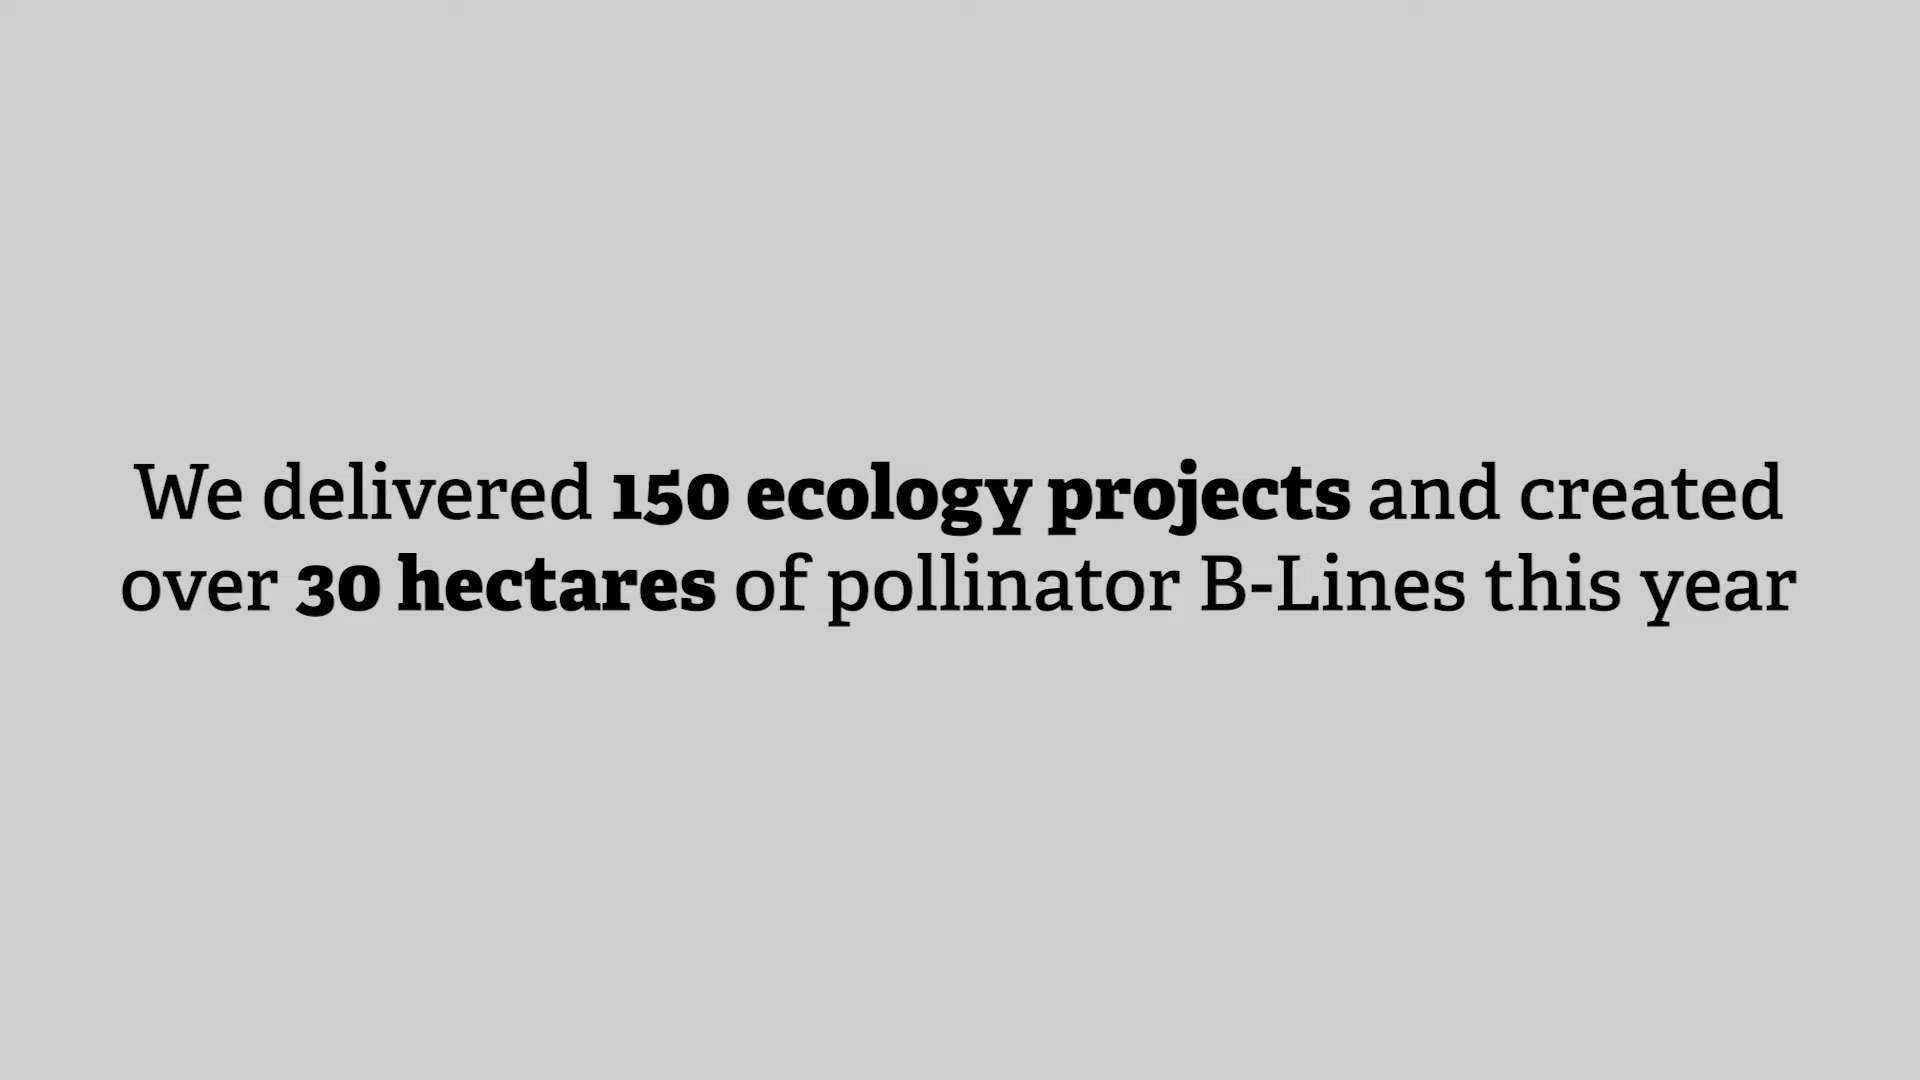 We delivered 150 ecology projects and created
over 30 hectares of pollinator B-Lines this year